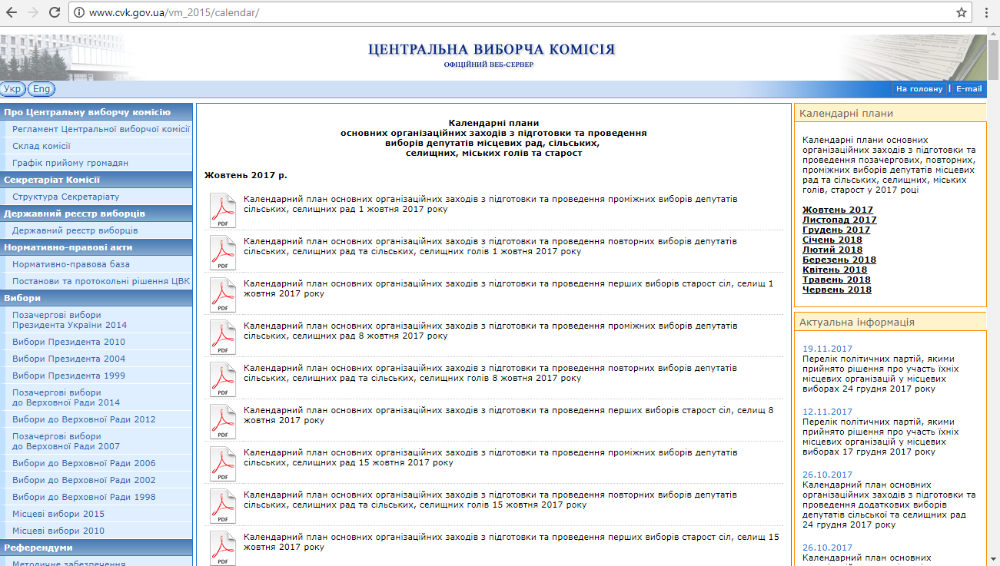 www.cvk.gov.ua/vm_2015/calendar/
ЦЕНТРАЛЬНА ВИБОРЧА КОМІСІЯ
ОФІЦІЙНИЙ ВЕБ-СЕРВЕР
Укр Eng
На головну | E-mail
Про Центральну виборчу комісію
Регламент Центральної виборчої комісії
Склад комісії
Графік прийому громадян
Секретаріат Комісії
Структура Секретаріату
Державний реєстр виборців
Державний реєстр виборців
Нормативно-правові акти
Нормативно-правова база
Постанови та протокольні рішення ЦВК
Вибори
Позачергові вибори
Президента України 2014
Вибори Президента 2010
Вибори Президента 2004
Вибори Президента 1999
Позачергові вибори
до Верховної Ради 2014
Вибори до Верховної Ради 2012
Позачергові вибори
до Верховної Ради 2007
Вибори до Верховної Ради 2006
Вибори до Верховної Ради 2002
Вибори до Верховної Ради 1998
Місцеві вибори 2015
Місцеві вибори 2010
Референдуми
Методичне забезпечення
Календарні плани
основних організаційних заходів з підготовки та проведення
виборів депутатів місцевих рад, сільських,
селищних, міських голів та старост
Жовтень 2017 р.
PDF
Календарний план основних організаційних заходів з підготовки та проведення проміжних виборів депутатів
сільських, селищних рад 1 жовтня 2017 року
PDF
Календарний план основних організаційних заходів з підготовки та проведення повторних виборів депутатів
сільських, селищних рад та сільських, селищних голів 1 жовтня 2017 року
PDF
Календарний план основних організаційних заходів з підготовки та проведення перших виборів старост сіл, селищ 1
жовтня 2017 року
PDF
Календарний план основних організаційних заходів з підготовки та проведення проміжних виборів депутатів
сільських, селищних рад 8 жовтня 2017 року
PDF
Календарний план основних організаційних заходів з підготовки та проведення повторних виборів депутатів
сільських, селищних рад та сільських, селищних голів 8 жовтня 2017 року
PDF
Календарний план основних організаційних заходів з підготовки та проведення перших виборів старост сіл, селищ 8
жовтня 2017 року
PDF
Календарний план основних організаційних заходів з підготовки та проведення проміжних виборів депутатів
сільських, селищних рад 15 жовтня 2017 року
PDF
Календарний план основних організаційних заходів з підготовки та проведення повторних виборів депутатів
сільських, селищних рад та сільських, селищних голів 15 жовтня 2017 року
PDF
Календарний план основних організаційних заходів з підготовки та проведення перших виборів старост сіл, селищ 15
жовтня 2017 року
PDF
Календарні плани
Календарні плани основних
організаційних заходів з підготовки та
проведення позачергових, повторних,
проміжних виборів депутатів місцевих
рад та сільських, селищних, міських
голів, старост у 2017 році
Жовтень 2017
Листопад 2017
Грудень 2017
Січень 2018
Лютий 2018
Березень 2018
Квітень 2018
Травень 2018
Червень 2018
Актуальна інформація
19.11.2017
Перелік політичних партій, якими
прийнято рішення про участь їхніх
місцевих організацій у місцевих
виборах 24 грудня 2017 року
12.11.2017
Перелік політичних партій, якими
прийнято рішення про участь їхніх
місцевих організацій у місцевих
виборах 17 грудня 2017 року
26.10.2017
Календарний план основних
організаційних заходів з підготовки та
проведення додаткових виборів
депутатів сільської та селищних рад
24 грудня 2017 року
26.10.2017
Календарний план основних